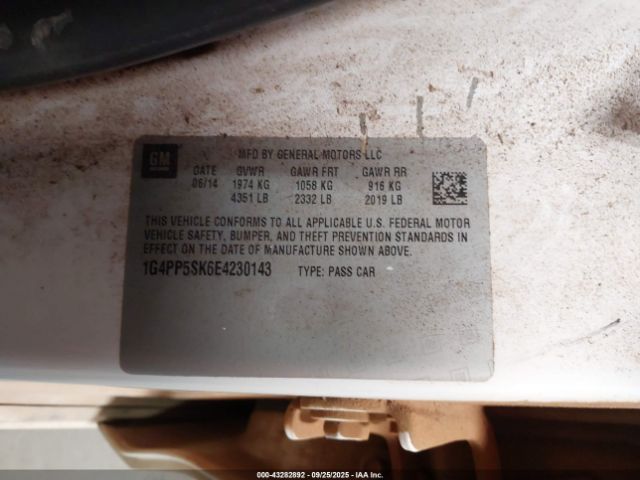 GM
MFD BY GENERAL MOTORS LLC
DATE GVWR GAWR FRT GAWR RR
06/14 1974 KG 1058 KG 916 KG
4351 LB 2332 LB 2019 LB
THIS VEHICLE CONFORMS TO ALL APPLICABLE U.S. FEDERAL MOTOR
VEHICLE SAFETY, BUMPER, AND THEFT PREVENTION STANDARDS IN
EFFECT ON THE DATE OF MANUFACTURE SHOWN ABOVE.
1G4PP5SK6E4230143 TYPE: PASS CAR
000-43282892 - 09/25/2025 - IAA Inc.